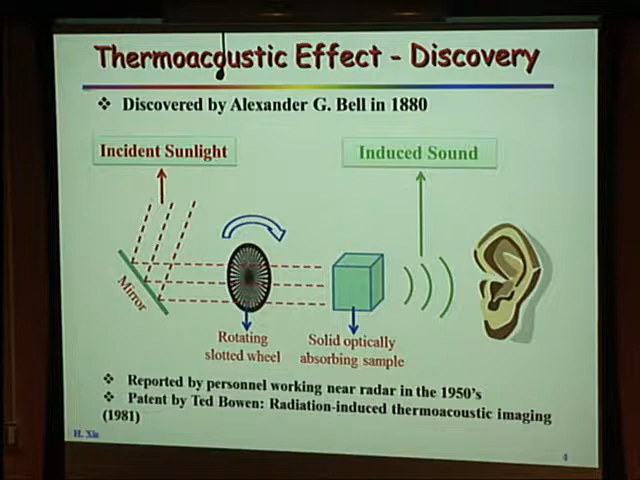 Thermoacoustic Effect - Discovery
❖ Discovered by Alexander G. Bell in 1880
Incident Sunlight
Induced Sound
Mirror
Rotating
slotted wheel
Solid optically
absorbing sample
❖ Reported by personnel working near radar in the 1950's
❖ Patent by Ted Bowen: Radiation-induced thermoacoustic imaging
(1981)
H. Xie
4